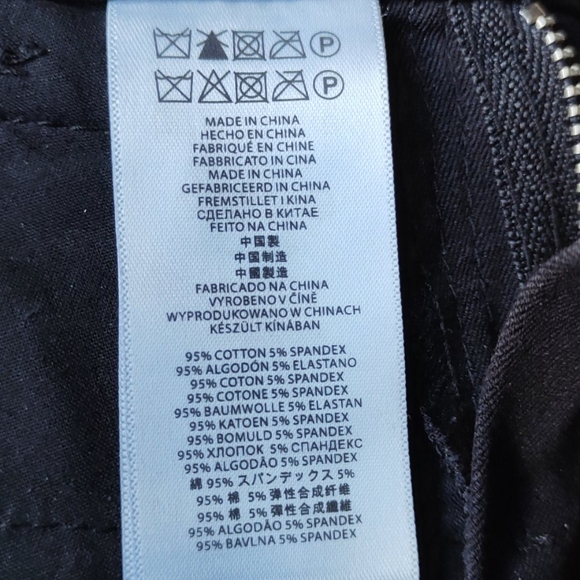 P
P
MADE IN CHINA
HECHO EN CHINA
FABRIQUÉ EN CHINE
FABBRICATO IN CINA
MADE IN CHINA
GEFABRICEERD IN CHINA
FREMSTILLET I KINA
СДЕЛАНО В КИТАЕ
FEITO NA CHINA
中国製
中国制造
中國製造
FABRICADO NA CHINA
VYROBENO V ČÍNĚ
WYPRODUKOWANO W CHINACH
KÉSZÜLT KÍNÁBAN
95% COTTON 5% SPANDEX
95% ALGODÓN 5% ELASTANO
95% COTON 5% SPANDEX
95% COTONE 5% SPANDEX
95% BAUMWOLLE 5% ELASTAN
95% KATOEN 5% SPANDEX
95% BOMULD 5% SPANDEX
95% ХЛОПОК 5% СПАНДЕКС
95% ALGODÃO 5% SPANDEX
綿 95% スパンデックス 5%
95% 棉 5% 弹性合成纤维
95% 棉 5% 彈性合成纖維
95% ALGODÃO 5% SPANDEX
95% BAVLNA 5% SPANDEX